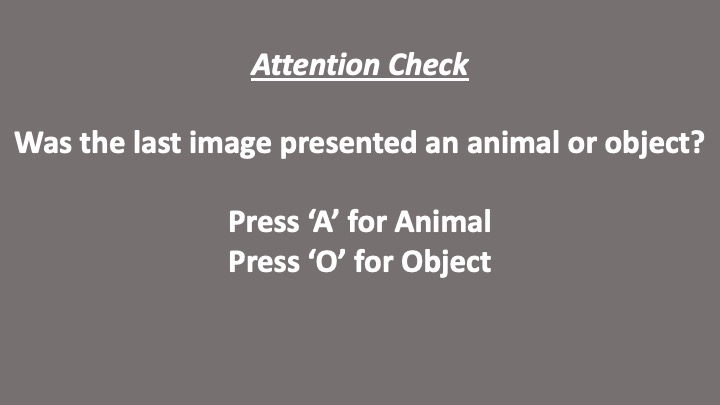 Attention Check
Was the last image presented an animal or object?
Press ‘A’ for Animal
Press ‘O’ for Object